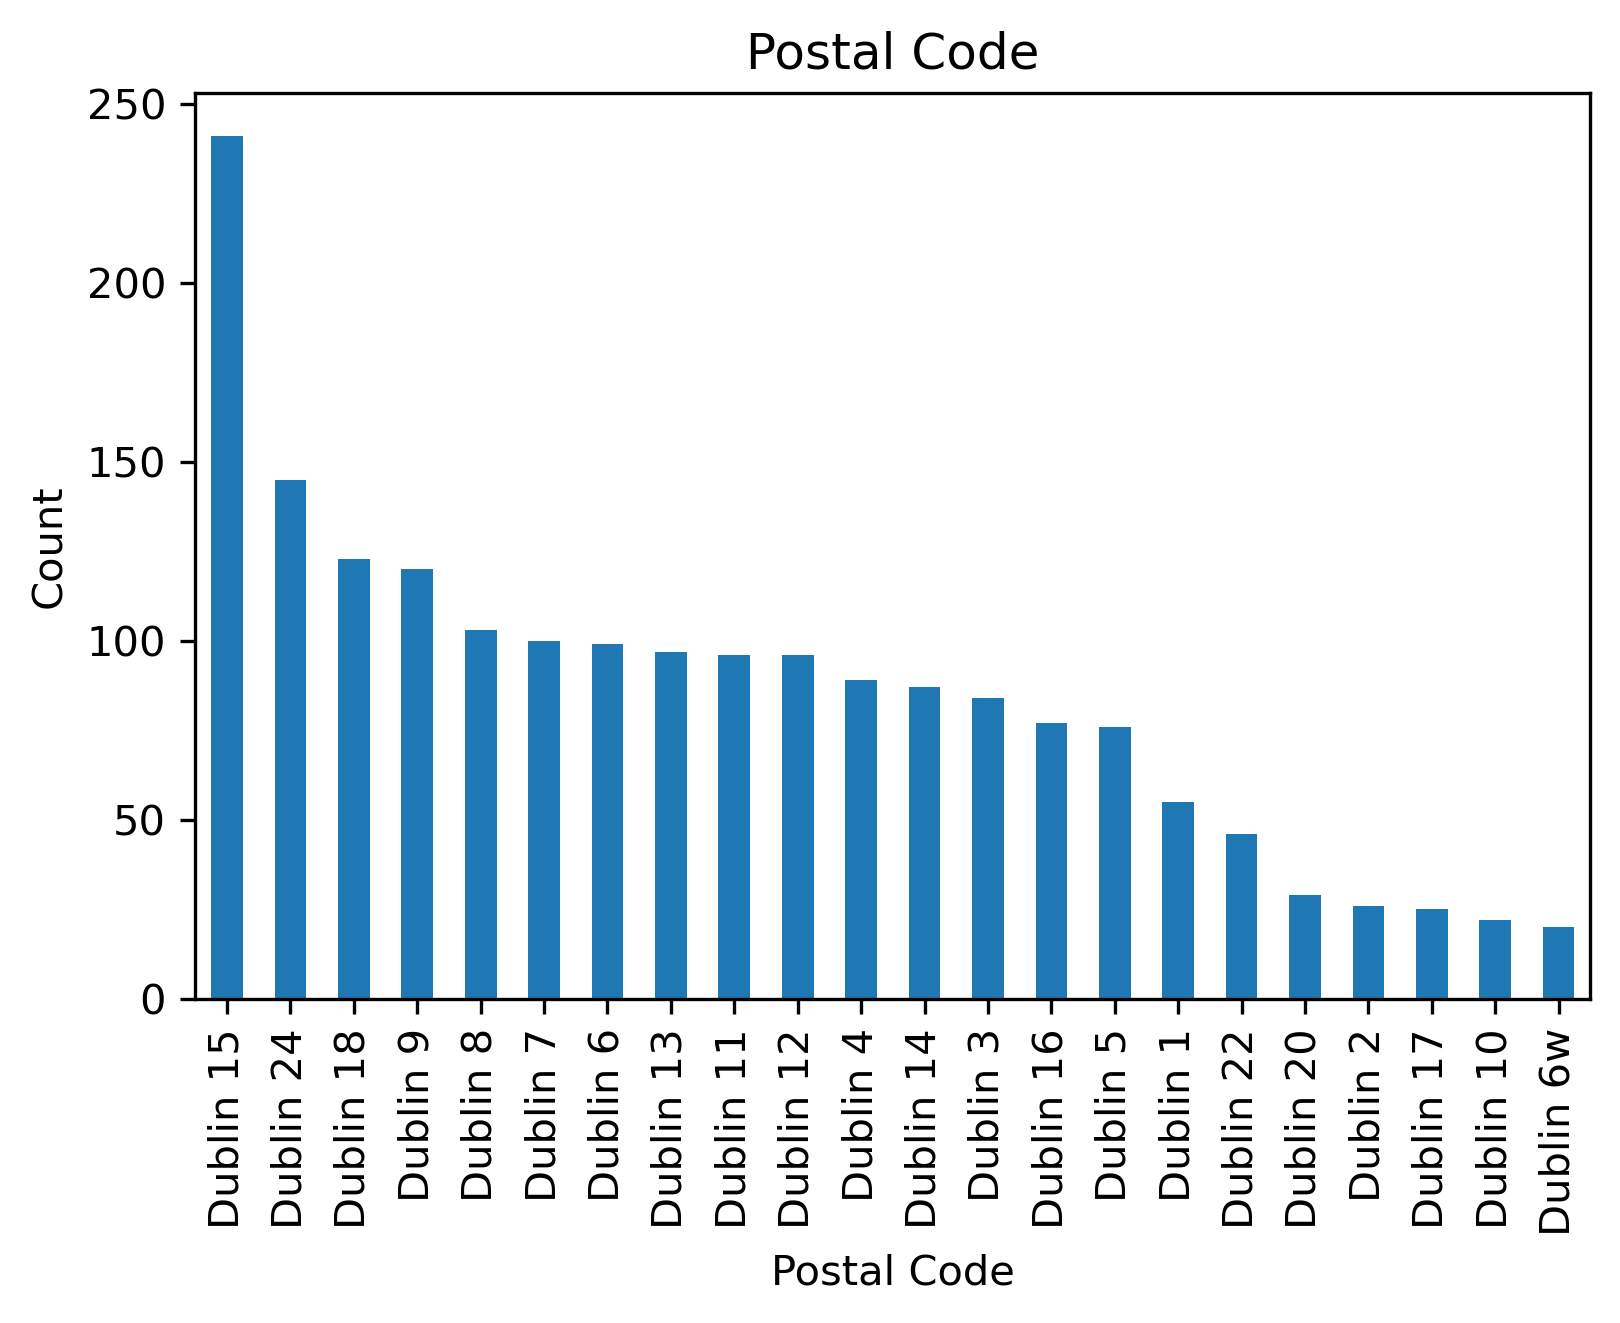 Postal Code
250
200
150
100
50
0
Count
Dublin 15
Dublin 24
Dublin 18
Dublin 9
Dublin 8
Dublin 7
Dublin 6
Dublin 13
Dublin 11
Dublin 12
Dublin 4
Dublin 14
Dublin 3
Dublin 16
Dublin 5
Dublin 1
Dublin 22
Dublin 20
Dublin 2
Dublin 17
Dublin 10
Dublin 6w
Postal Code